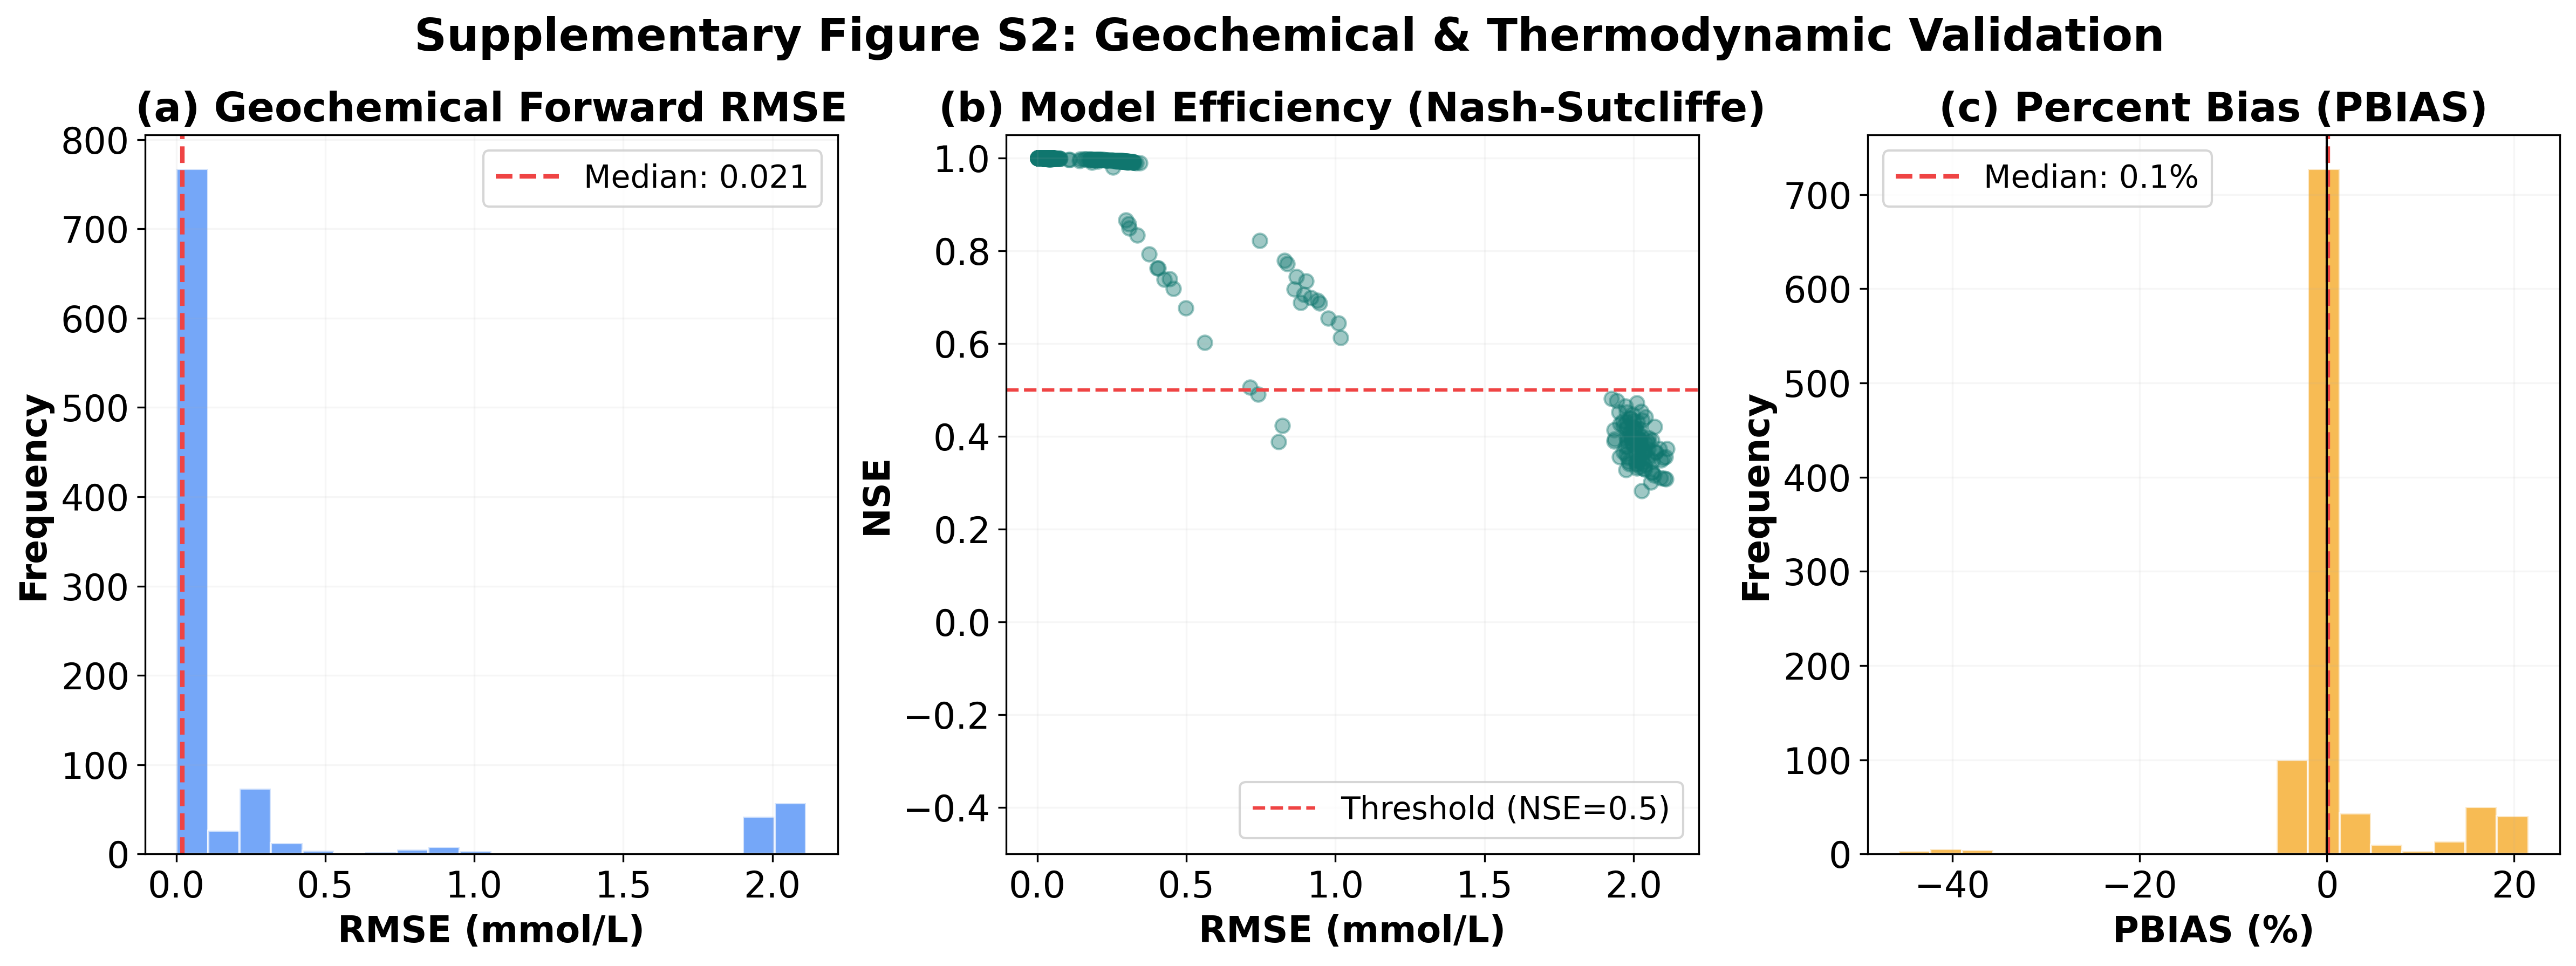 Supplementary Figure S2: Geochemical & Thermodynamic Validation
(a) Geochemical Forward RMSE
Median: 0.021
800
700
600
500
400
300
200
100
0
Frequency
0.0 0.5 1.0 1.5 2.0
RMSE (mmol/L)
(b) Model Efficiency (Nash-Sutcliffe)
1.0
0.8
0.6
0.4
0.2
0.0
−0.2
−0.4
NSE
Threshold (NSE=0.5)
0.0 0.5 1.0 1.5 2.0
RMSE (mmol/L)
(c) Percent Bias (PBIAS)
Median: 0.1%
700
600
500
400
300
200
100
0
Frequency
−40 −20 0 20
PBIAS (%)